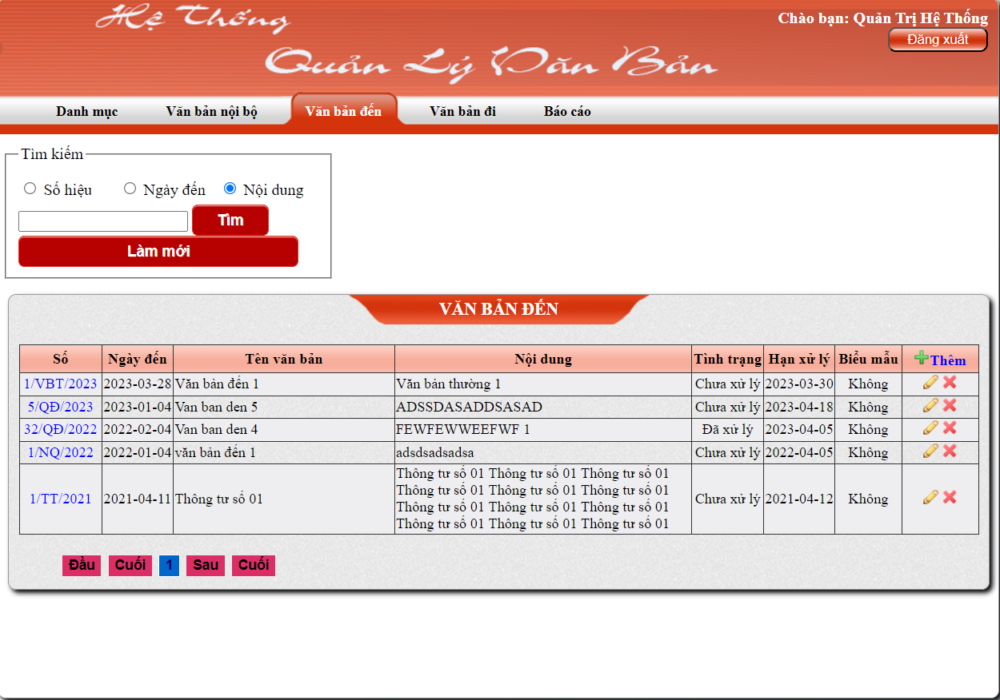 Hệ Thống
Quản Lý Văn Bản
Chào bạn: Quản Trị Hệ Thống
Đăng xuất
Danh mục Văn bản nội bộ Văn bản đến Văn bản đi Báo cáo
Tìm kiếm
Số hiệu Ngày đến Nội dung
Tìm
Làm mới
VĂN BẢN ĐẾN
Số Ngày đến Tên văn bản Nội dung Tình trạng Hạn xử lý Biểu mẫu Thêm
1/VBT/2023 2023-03-28 Văn bản đến 1 Văn bản thường 1 Chưa xử lý 2023-03-30 Không
5/QĐ/2023 2023-01-04 Van ban den 5 ADSSDASADDSASAD Chưa xử lý 2023-04-18 Không
32/QĐ/2022 2022-02-04 Van ban den 4 FEWFEWWEEFWF 1 Đã xử lý 2023-04-05 Không
1/NQ/2022 2022-01-04 văn bản đến 1 adsdsadsadsa Chưa xử lý 2022-04-05 Không
1/TT/2021 2021-04-11 Thông tư số 01 Thông tư số 01 Thông tư số 01 Thông tư số 01 Chưa xử lý 2021-04-12 Không
Thông tư số 01 Thông tư số 01 Thông tư số 01
Thông tư số 01 Thông tư số 01 Thông tư số 01
Thông tư số 01 Thông tư số 01 Thông tư số 01
Đầu Cuối 1 Sau Cuối